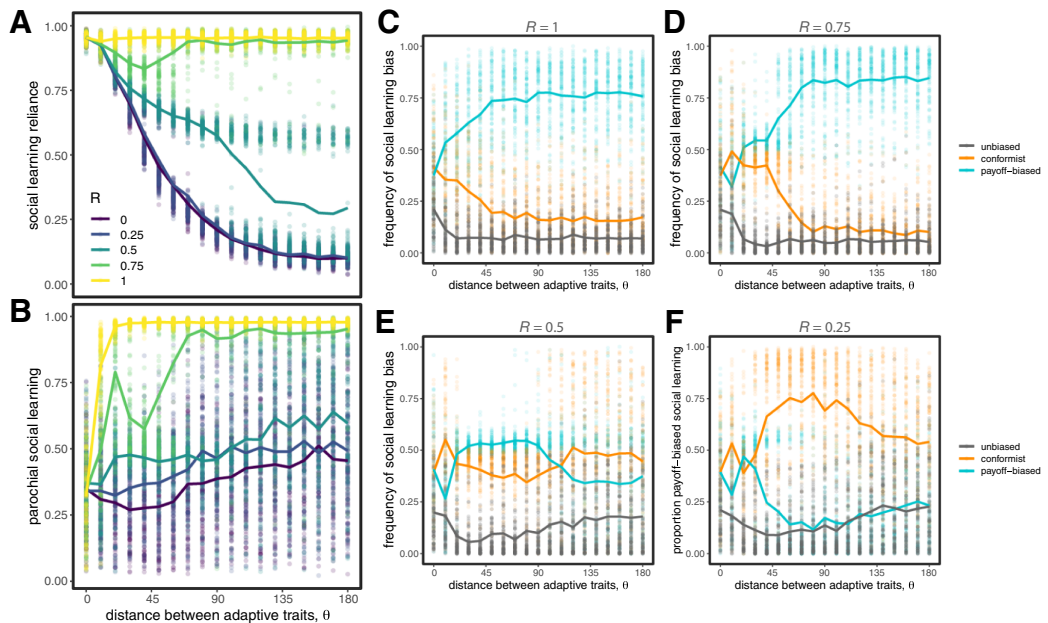 A
social learning reliance
1.00
0.75
0.50
0.25
0.00
R
0
0.25
0.5
0.75
1
B
parochial social learning
1.00
0.75
0.50
0.25
0.00
0 45 90 135 180
distance between adaptive traits, θ
C
R = 1
frequency of social learning bias
1.00
0.75
0.50
0.25
0.00
0 45 90 135 180
distance between adaptive traits, θ
D
R = 0.75
frequency of social learning bias
1.00
0.75
0.50
0.25
0.00
0 45 90 135 180
distance between adaptive traits, θ
unbiased
conformist
payoff−biased
E
R = 0.5
frequency of social learning bias
1.00
0.75
0.50
0.25
0.00
0 45 90 135 180
distance between adaptive traits, θ
F
R = 0.25
proportion payoff−biased social learning
1.00
0.75
0.50
0.25
0.00
0 45 90 135 180
distance between adaptive traits, θ
unbiased
conformist
payoff−biased